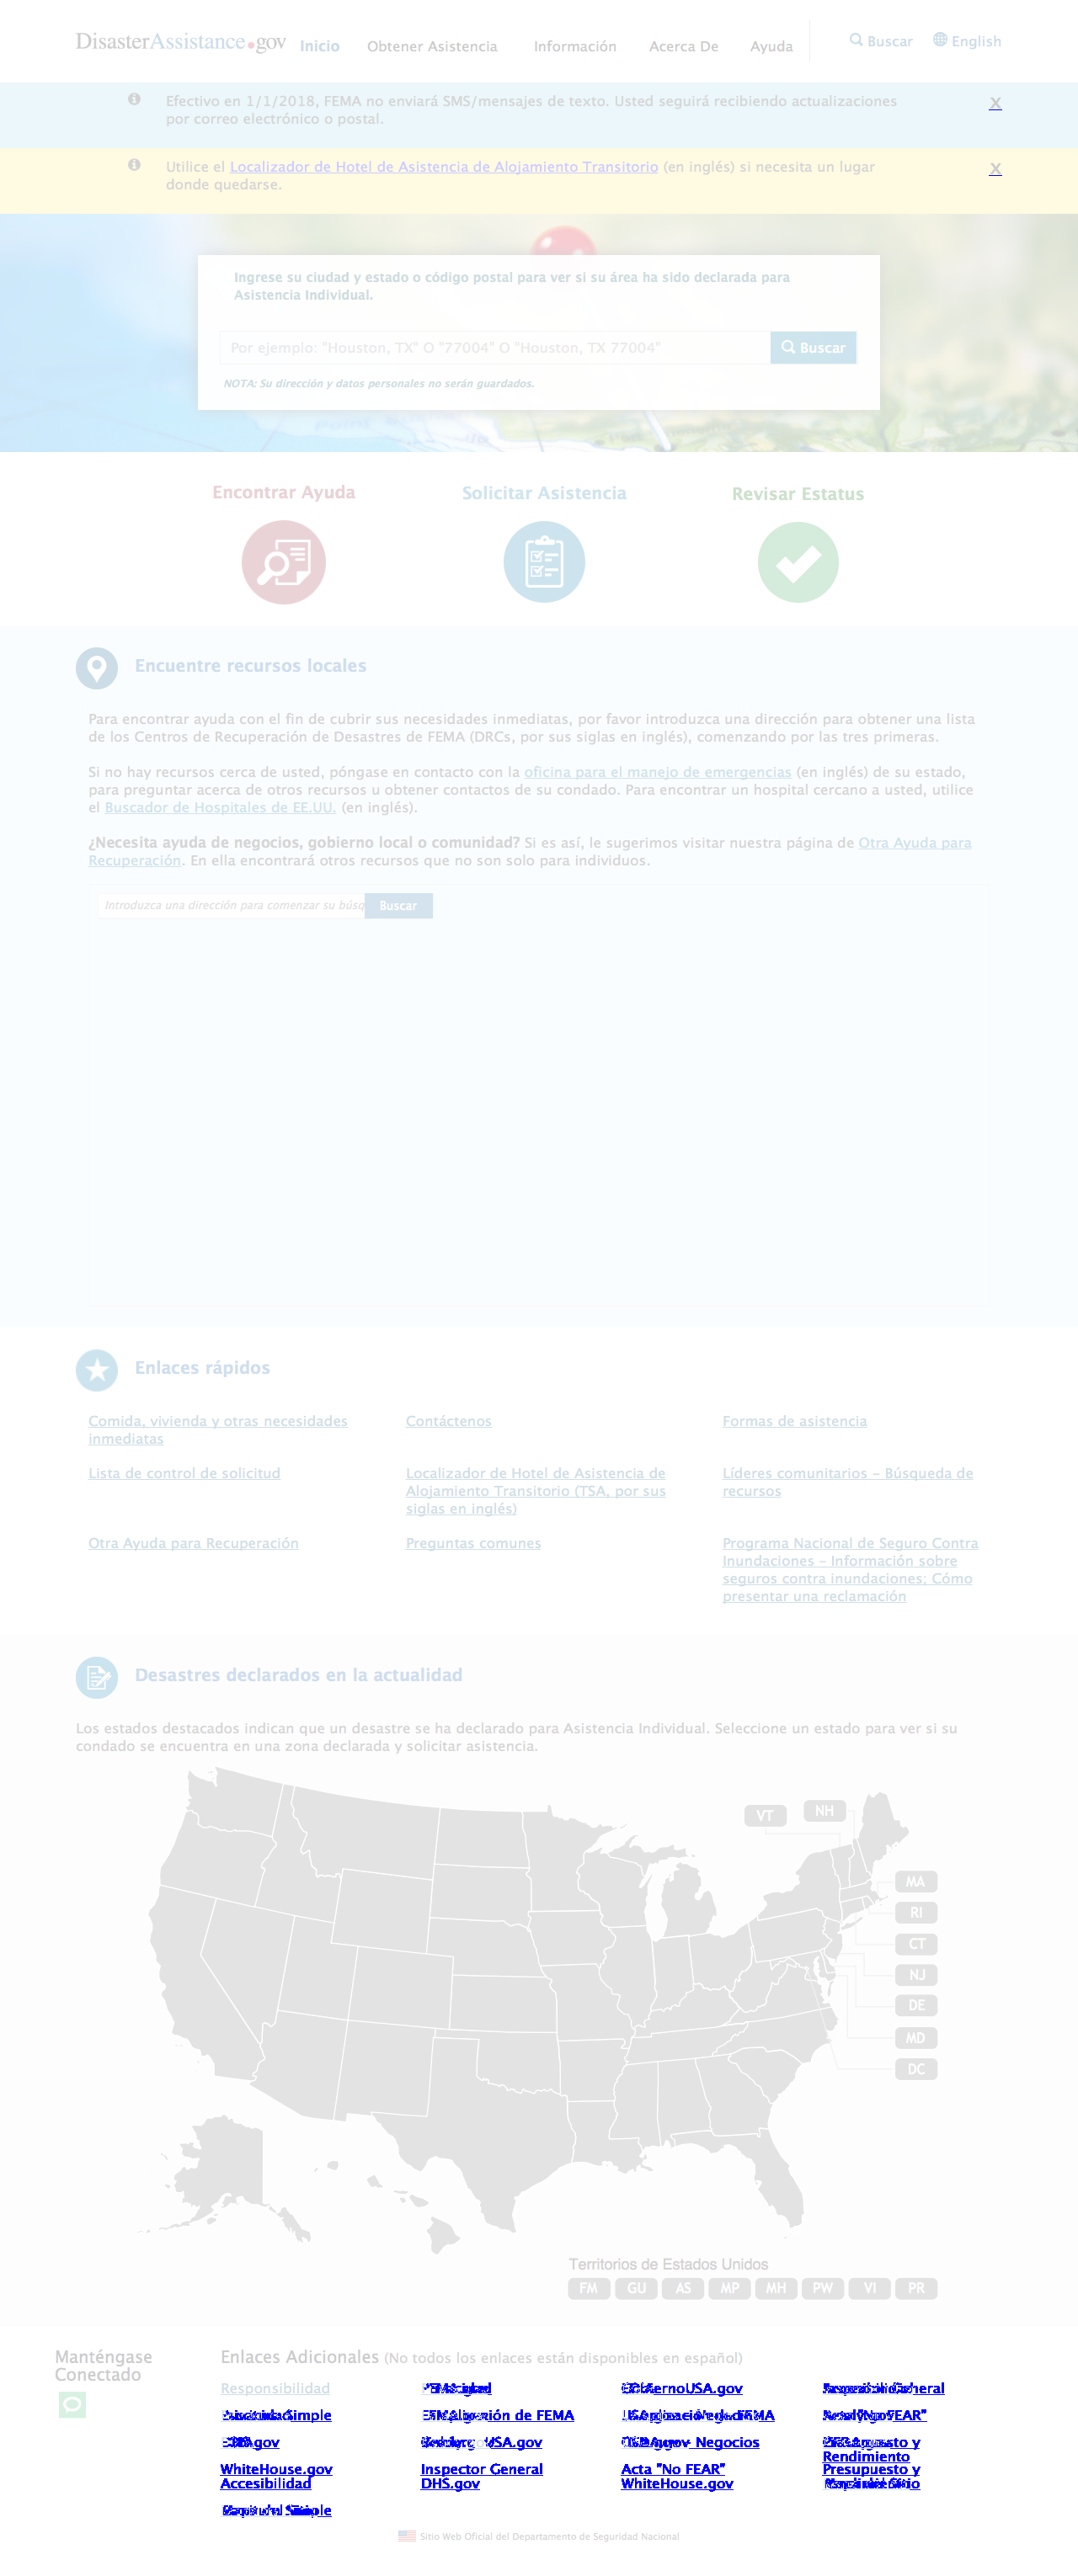 DisasterAssistance.gov Inicio Obtener Asistencia Información Acerca De Ayuda Buscar English
Efectivo en 1/1/2018, FEMA no enviará SMS/mensajes de texto. Usted seguirá recibiendo actualizaciones X
por correo electrónico o postal.
Utilice el Localizador de Hotel de Asistencia de Alojamiento Transitorio (en inglés) si necesita un lugar X
donde quedarse.
Ingrese su ciudad y estado o código postal para ver si su área ha sido declarada para
Asistencia Individual.
Por ejemplo: "Houston, TX" O "77004" O "Houston, TX 77004" Buscar
NOTA: Su dirección y datos personales no serán guardados.
Encontrar Ayuda Solicitar Asistencia Revisar Estatus
Encuentre recursos locales
Para encontrar ayuda con el fin de cubrir sus necesidades inmediatas, por favor introduzca una dirección para obtener una lista
de los Centros de Recuperación de Desastres de FEMA (DRCs, por sus siglas en inglés), comenzando por las tres primeras.
Si no hay recursos cerca de usted, póngase en contacto con la oficina para el manejo de emergencias (en inglés) de su estado,
para preguntar acerca de otros recursos u obtener contactos de su condado. Para encontrar un hospital cercano a usted, utilice
el Buscador de Hospitales de EE.UU. (en inglés).
¿Necesita ayuda de negocios, gobierno local o comunidad? Si es así, le sugerimos visitar nuestra página de Otra Ayuda para
Recuperación. En ella encontrará otros recursos que no son solo para individuos.
Introduzca una dirección para comenzar su búsq Buscar
Enlaces rápidos
Comida, vivienda y otras necesidades
inmediatas
Contáctenos
Formas de asistencia
Lista de control de solicitud
Localizador de Hotel de Asistencia de
Alojamiento Transitorio (TSA, por sus
siglas en inglés)
Líderes comunitarios - Búsqueda de
recursos
Otra Ayuda para Recuperación
Preguntas comunes
Programa Nacional de Seguro Contra
Inundaciones - Información sobre
seguros contra inundaciones; Cómo
presentar una reclamación
Desastres declarados en la actualidad
Los estados destacados indican que un desastre se ha declarado para Asistencia Individual. Seleccione un estado para ver si su
condado se encuentra en una zona declarada y solicitar asistencia.
VT NH
MA
RI
CT
NJ
DE
MD
DC
Territorios de Estados Unidos
FM GU AS MP MH PW VI PR
Manténgase
Conectado
Enlaces Adicionales (No todos los enlaces están disponibles en español)
Responsibilidad
WhiteHouse.gov Inspector General Acta "No FEAR" Presupuesto y
Accesibilidad DHS.gov WhiteHouse.gov
Sitio Web Oficial del Departamento de Seguridad Nacional